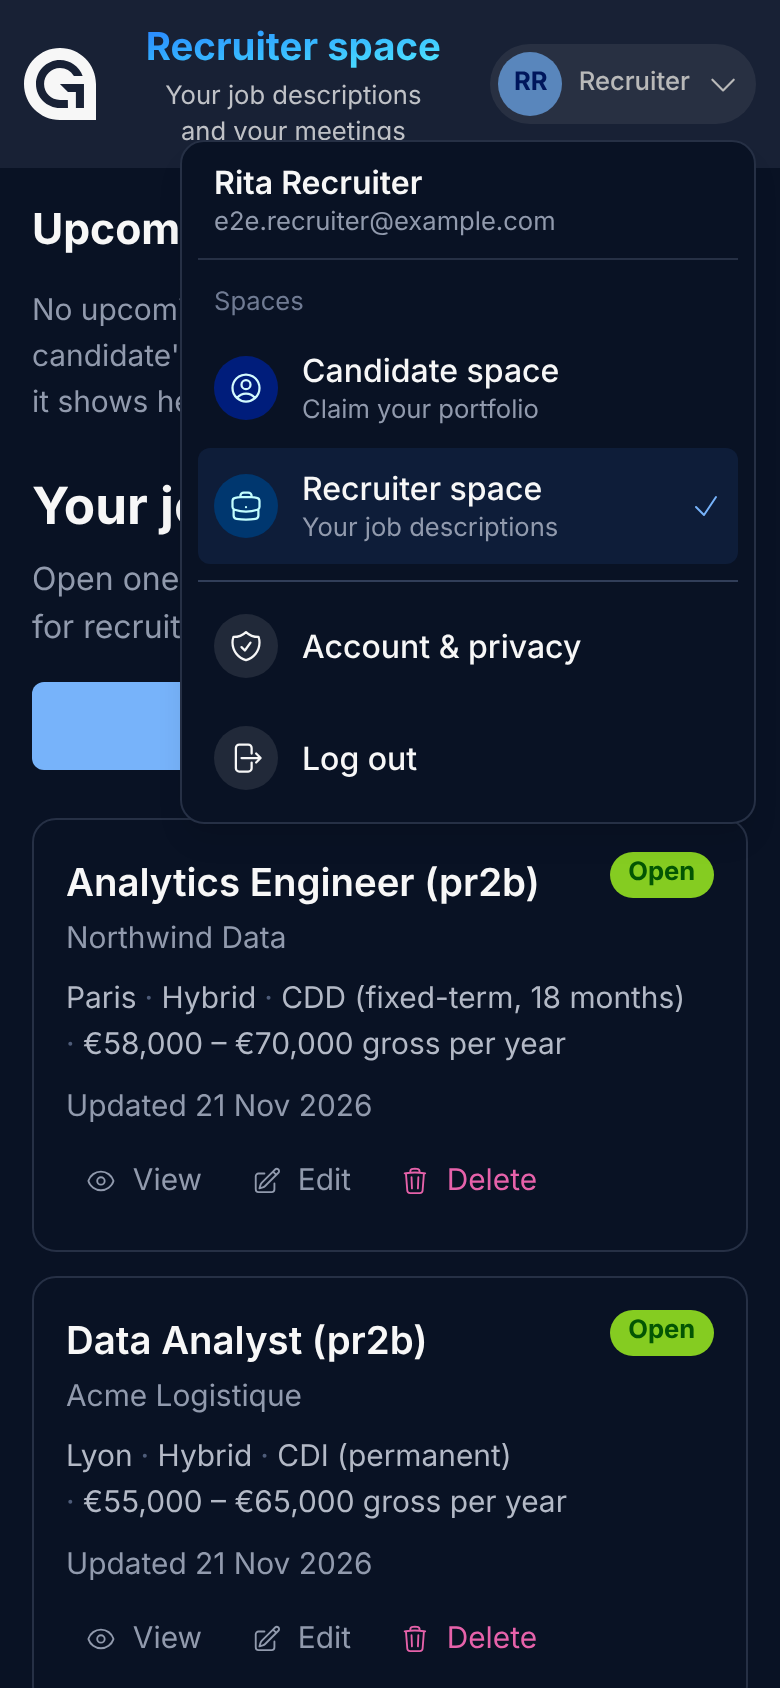 Recruiter space
Your job descriptions
and your meetings
RR
Recruiter
Rita Recruiter
e2e.recruiter@example.com
Spaces
Candidate space
Claim your portfolio
Recruiter space
Your job descriptions
Account & privacy
Log out
Upcom
No upcom
candidate'
it shows he
Your jo
Open one
for recruit
Analytics Engineer (pr2b)
Open
Northwind Data
Paris · Hybrid · CDD (fixed-term, 18 months)
· €58,000 – €70,000 gross per year
Updated 21 Nov 2026
View
Edit
Delete
Data Analyst (pr2b)
Open
Acme Logistique
Lyon · Hybrid · CDI (permanent)
· €55,000 – €65,000 gross per year
Updated 21 Nov 2026
View
Edit
Delete